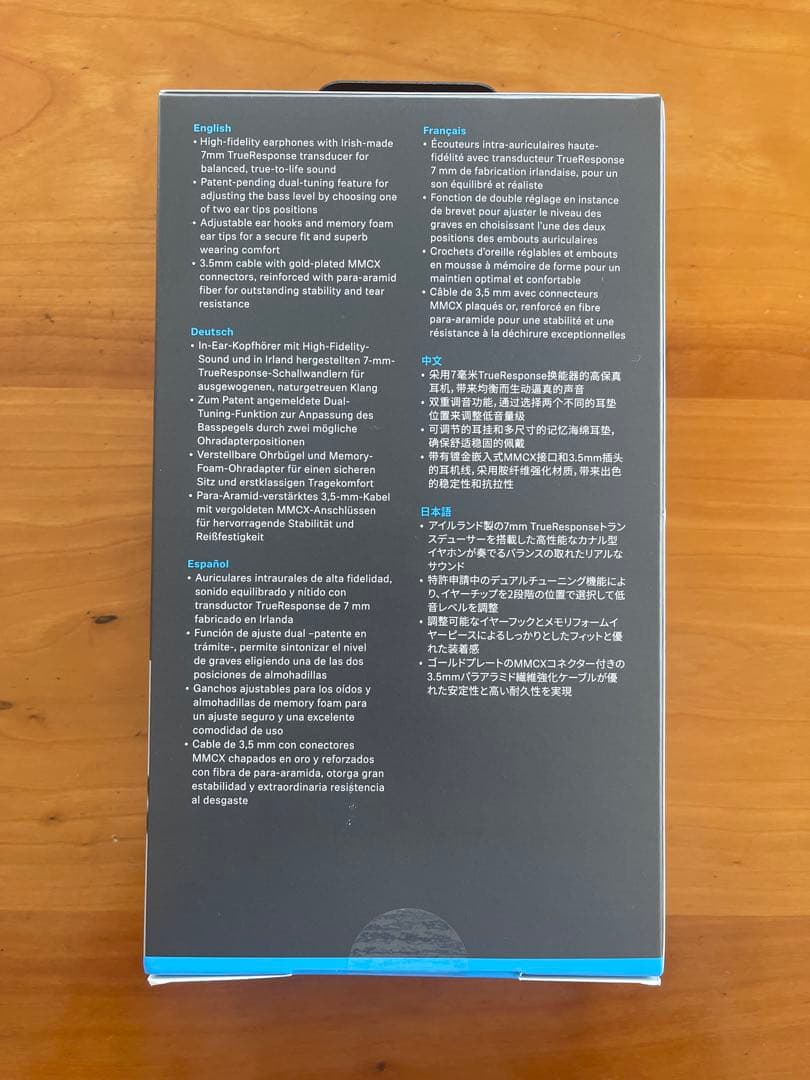 English
• High-fidelity earphones with Irish-made
7mm TrueResponse transducer for
balanced, true-to-life sound
• Patent-pending dual-tuning feature for
adjusting the bass level by choosing one
of two ear tips positions
• Adjustable ear hooks and memory foam
ear tips for a secure fit and superb
wearing comfort
• 3.5mm cable with gold-plated MMCX
connectors, reinforced with para-aramid
fiber for outstanding stability and tear
resistance
Deutsch
• In-Ear-Kopfhörer mit High-Fidelity-
Sound und in Irland hergestellten 7-mm-
TrueResponse-Schallwandlern für
ausgewogenen, naturgetreuen Klang
• Zum Patent angemeldete Dual-
Tuning-Funktion zur Anpassung des
Basspegels durch zwei mögliche
Ohradapterpositionen
• Verstellbare Ohrbügel und Memory-
Foam-Ohradapter für einen sicheren
Sitz und erstklassigen Tragekomfort
• Para-Aramid-verstärktes 3,5-mm-Kabel
mit vergoldeten MMCX-Anschlüssen
für hervorragende Stabilität und
Reißfestigkeit
Español
• Auriculares intraurales de alta fidelidad,
sonido equilibrado y nítido con
transductor TrueResponse de 7 mm
fabricado en Irlanda
• Función de ajuste dual –patente en
trámite-, permite sintonizar el nivel
de graves eligiendo una de las dos
posiciones de almohadillas
• Ganchos ajustables para los oídos y
almohadillas de memory foam para
un ajuste seguro y una excelente
comodidad de uso
• Cable de 3,5 mm con conectores
MMCX chapados en oro y reforzados
con fibra de para-aramida, otorga gran
estabilidad y extraordinaria resistencia
al desgaste
Français
• Écouteurs intra-auriculaires haute-
fidélité avec transducteur TrueResponse
7 mm de fabrication irlandaise, pour un
son équilibré et réaliste
• Fonction de double réglage en instance
de brevet pour ajuster le niveau des
graves en choisissant l'une des deux
positions des embouts auriculaires
• Crochets d'oreille réglables et embouts
en mousse à mémoire de forme pour un
maintien optimal et confortable
• Câble de 3,5 mm avec connecteurs
MMCX plaqués or, renforcé en fibre
para-aramide pour une stabilité et une
résistance à la déchirure exceptionnelles
中文
• 采用7毫米TrueResponse换能器的高保真
耳机，带来均衡而生动逼真的声音
• 双重调音功能，通过选择两个不同的耳垫
位置来调整低音量级
• 可调节的耳挂和多尺寸的记忆海绵耳垫，
确保舒适稳固的佩戴
• 带有镀金嵌入式MMCX接口和3.5mm插头
的耳机线，采用胺纤维强化材质，带来出色
的稳定性和抗拉性
日本語
• アイルランド製の7mm TrueResponseトラン
スデューサーを搭載した高性能なカナル型
イヤホンが奏でるバランスの取れたリアルな
サウンド
• 特許申請中のデュアルチューニング機能によ
り、イヤーチップを2段階の位置で選択して低
音レベルを調整
• 調整可能なイヤーフックとメモリフォームイ
ヤーピースによるしっかりとしたフィットと優
れた装着感
• ゴールドプレートのMMCXコネクター付きの
3.5mmパラアラミド繊維強化ケーブルが優
れた安定性と高い耐久性を実現